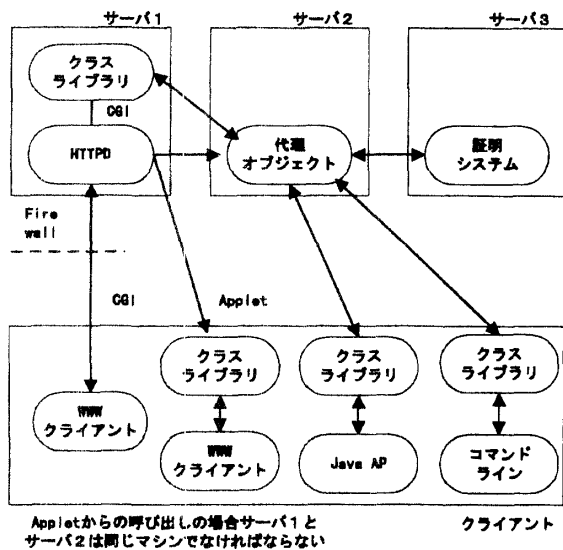 サーバ1
サーバ2
サーバ3
クラス
ライブラリ
CGI
HTTPD
代理
オブジェクト
証明
システム
Fire
wall
CGI
Applet
クラス
ライブラリ
クラス
ライブラリ
クラス
ライブラリ
WWW
クライアント
WWW
クライアント
Java AP
コマンド
ライン
Appletからの呼び出しの場合サーバ1と
サーバ2は同じマシンでなければならない
クライアント